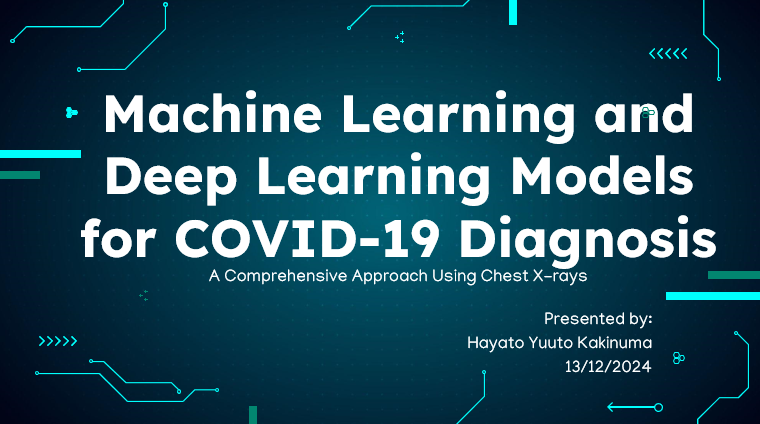 Machine Learning and
Deep Learning Models
for COVID-19 Diagnosis
A Comprehensive Approach Using Chest X-rays
Presented by:
Hayato Yuuto Kakinuma
13/12/2024